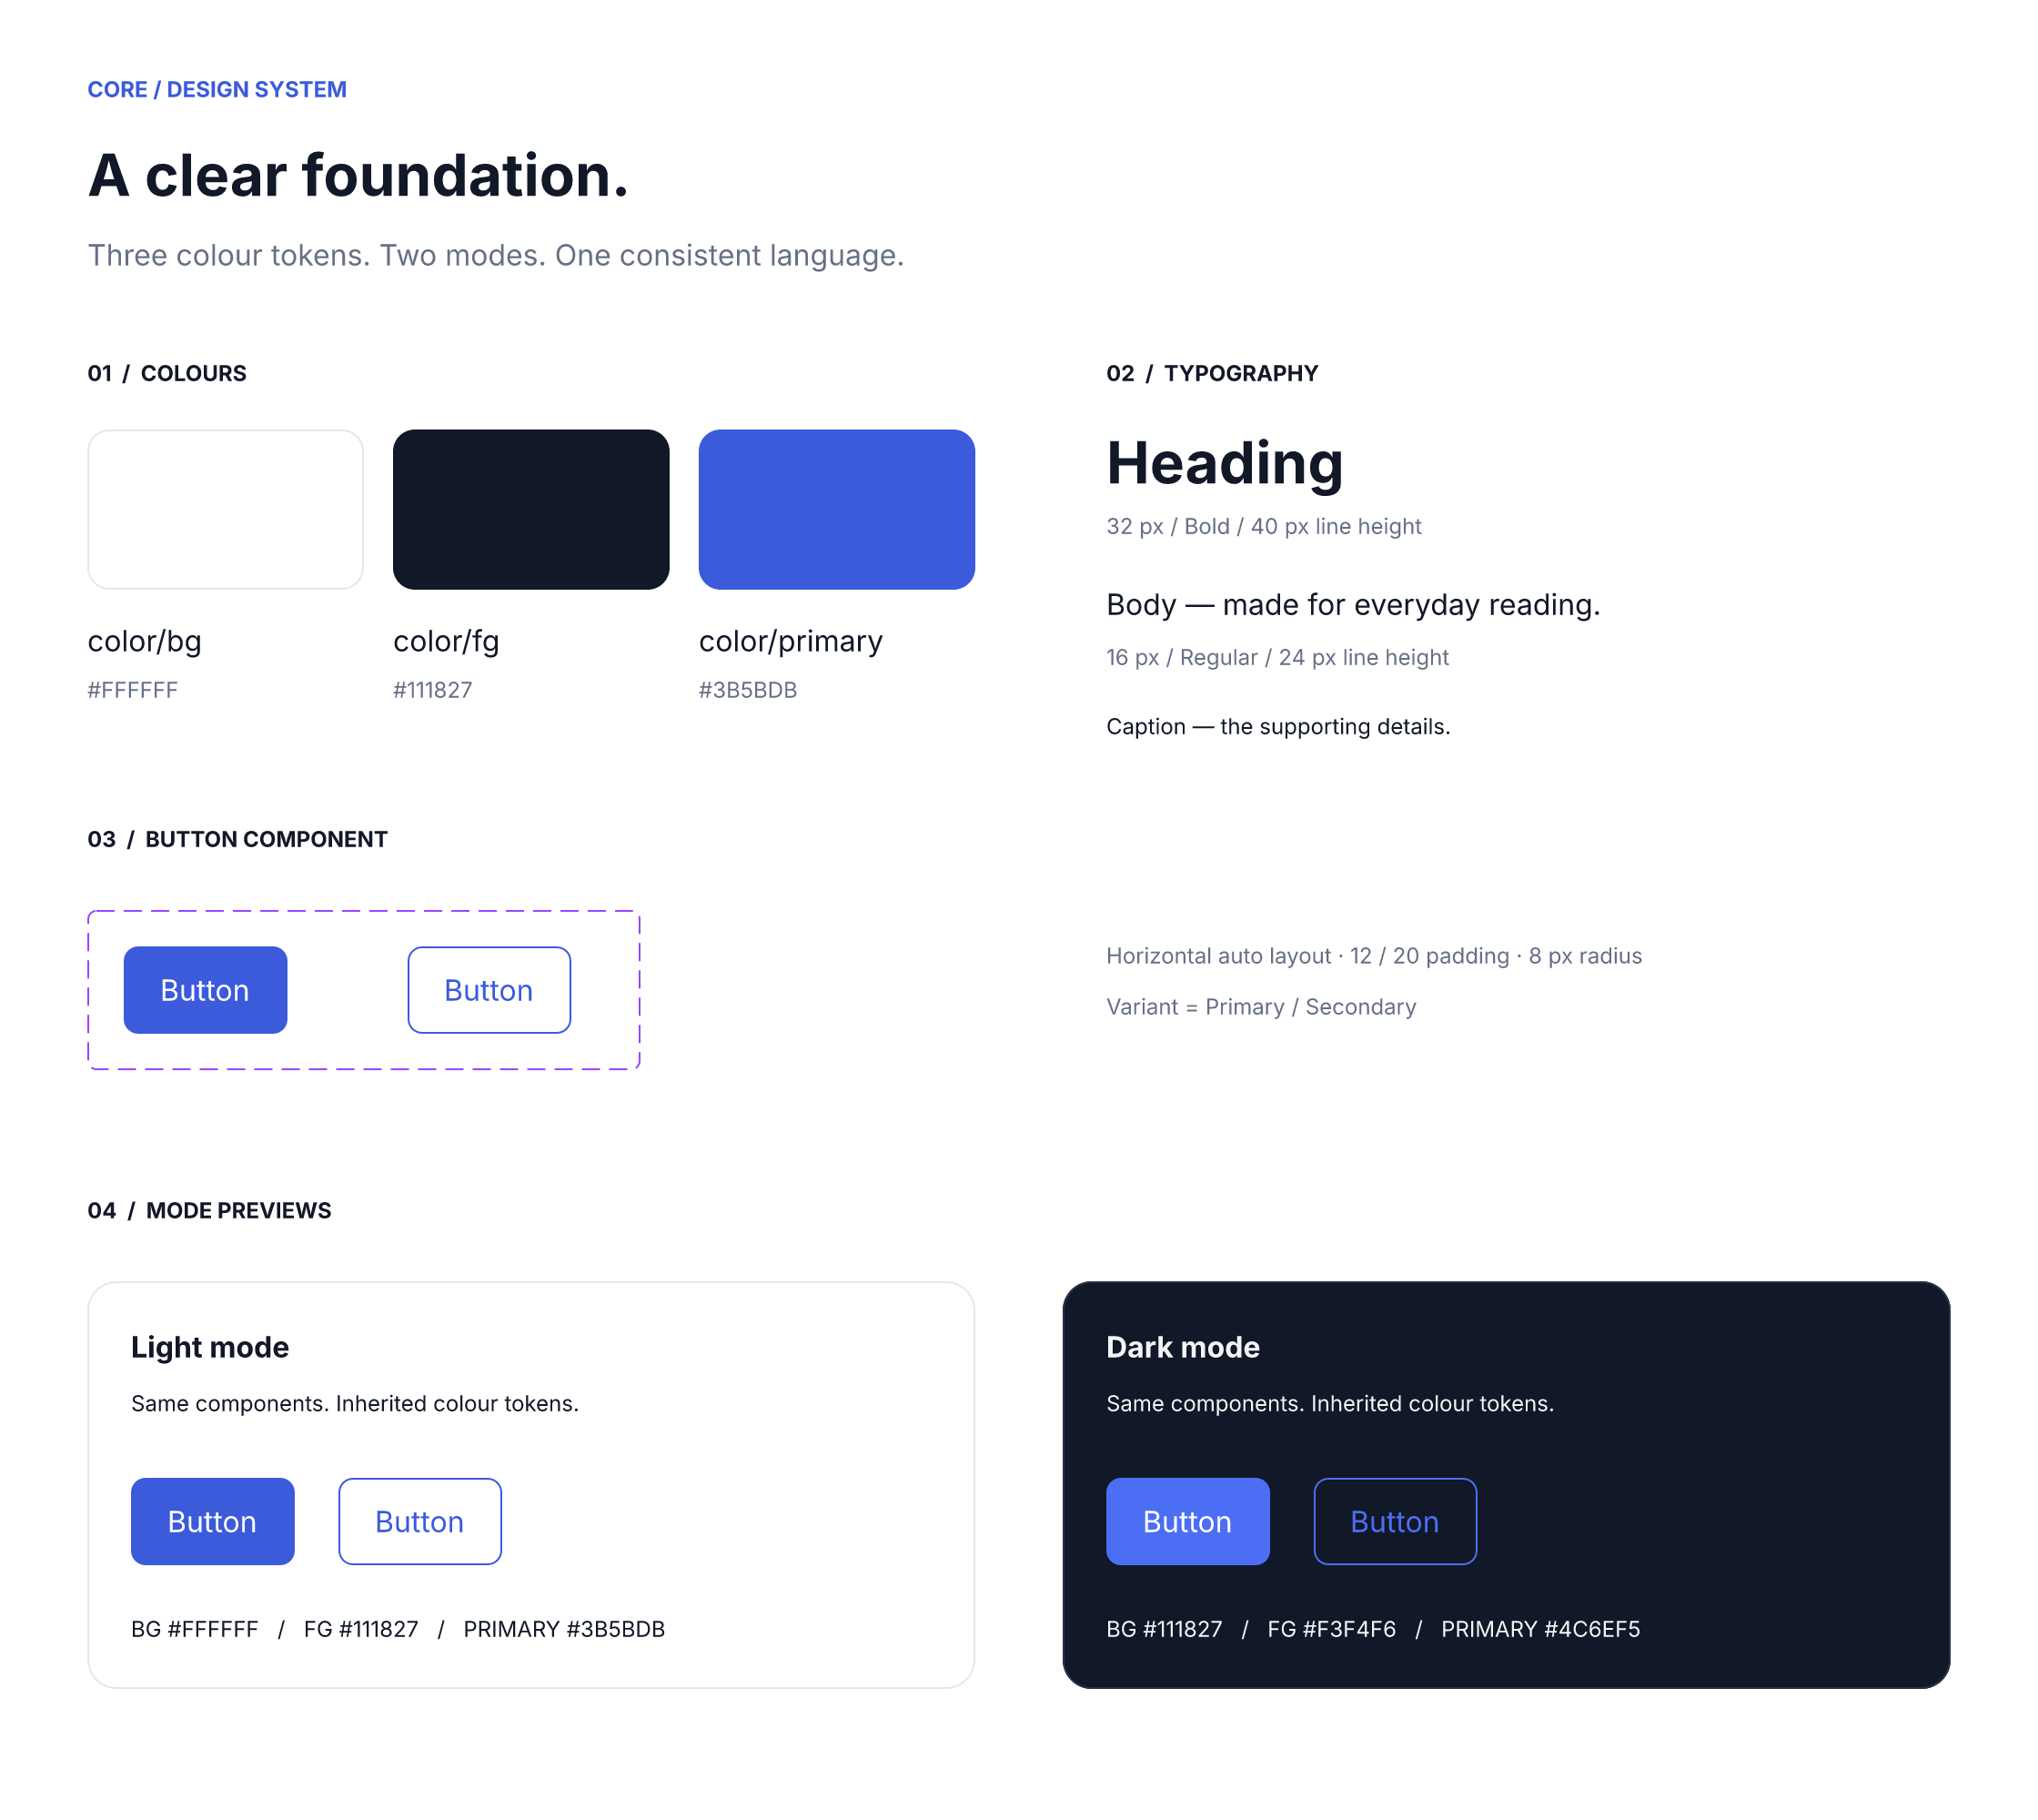 CORE / DESIGN SYSTEM
A clear foundation.
Three colour tokens. Two modes. One consistent language.
01 / COLOURS
color/bg
#FFFFFF
color/fg
#111827
color/primary
#3B5BDB
02 / TYPOGRAPHY
Heading
32 px / Bold / 40 px line height
Body — made for everyday reading.
16 px / Regular / 24 px line height
Caption — the supporting details.
03 / BUTTON COMPONENT
Button
Button
Horizontal auto layout · 12 / 20 padding · 8 px radius
Variant = Primary / Secondary
04 / MODE PREVIEWS
Light mode
Same components. Inherited colour tokens.
Button
Button
BG #FFFFFF / FG #111827 / PRIMARY #3B5BDB
Dark mode
Same components. Inherited colour tokens.
Button
Button
BG #111827 / FG #F3F4F6 / PRIMARY #4C6EF5